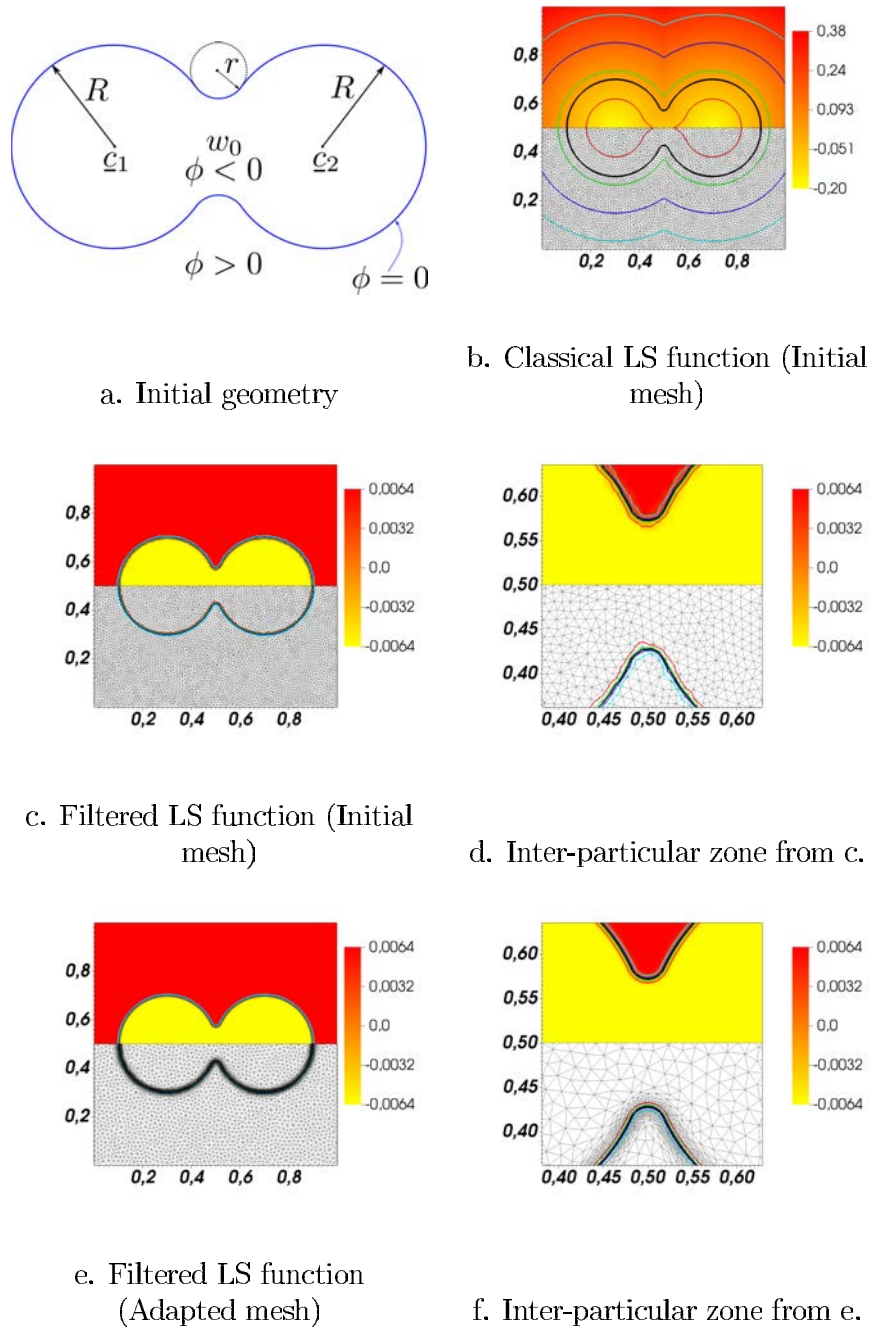 r
R
R
w₀
c₁
c₂
ϕ < 0
ϕ > 0
ϕ = 0
a. Initial geometry
0,8
0,6
0,4
0,2
0,2 0,4 0,6 0,8
0,38
0,24
0,093
-0,051
-0,20
b. Classical LS function (Initial
mesh)
0,8
0,6
0,4
0,2
0,2 0,4 0,6 0,8
0,0064
0,0032
0,0
-0,0032
-0,0064
c. Filtered LS function (Initial
mesh)
0,60
0,55
0,50
0,45
0,40
0,40 0,45 0,50 0,55 0,60
0,0064
0,0032
0,0
-0,0032
-0,0064
d. Inter-particular zone from c.
0,8
0,6
0,4
0,2
0,2 0,4 0,6 0,8
0,0064
0,0032
0,0
-0,0032
-0,0064
e. Filtered LS function
(Adapted mesh)
0,60
0,55
0,50
0,45
0,40
0,40 0,45 0,50 0,55 0,60
0,0064
0,0032
0,0
-0,0032
-0,0064
f. Inter-particular zone from e.